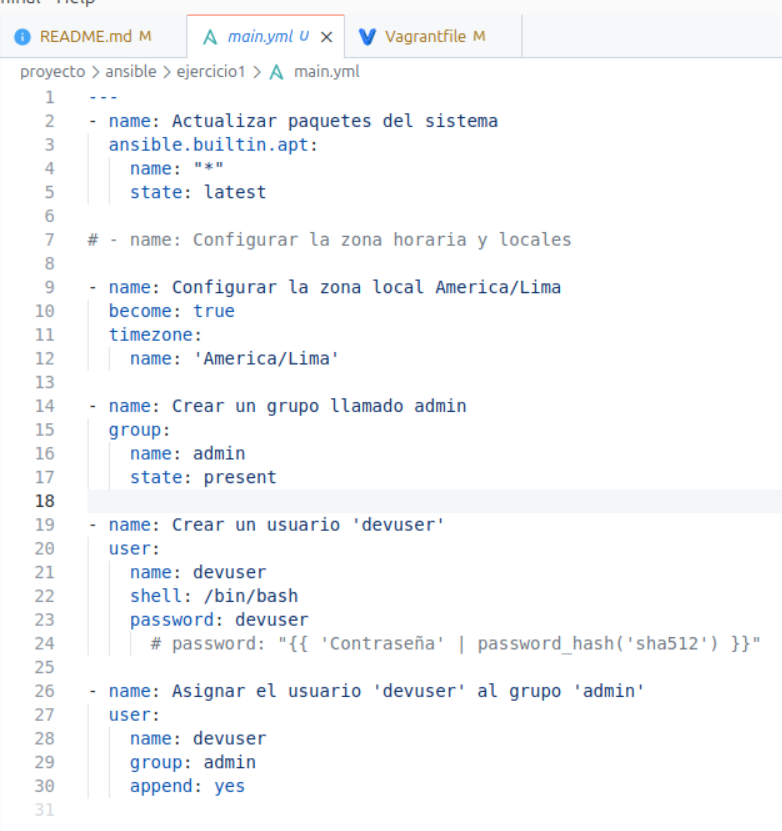 Help
README.md M
main.yml U
Vagrantfile M
proyecto > ansible > ejercicio1 > main.yml
1 ---
2 - name: Actualizar paquetes del sistema
3 ansible.builtin.apt:
4 name: "*"
5 state: latest
6
7 # - name: Configurar la zona horaria y locales
8
9 - name: Configurar la zona local America/Lima
10 become: true
11 timezone:
12 name: 'America/Lima'
13
14 - name: Crear un grupo llamado admin
15 group:
16 name: admin
17 state: present
18
19 - name: Crear un usuario 'devuser'
20 user:
21 name: devuser
22 shell: /bin/bash
23 password: devuser
24 # password: "{{ 'Contraseña' | password_hash('sha512') }}"
25
26 - name: Asignar el usuario 'devuser' al grupo 'admin'
27 user:
28 name: devuser
29 group: admin
30 append: yes
31